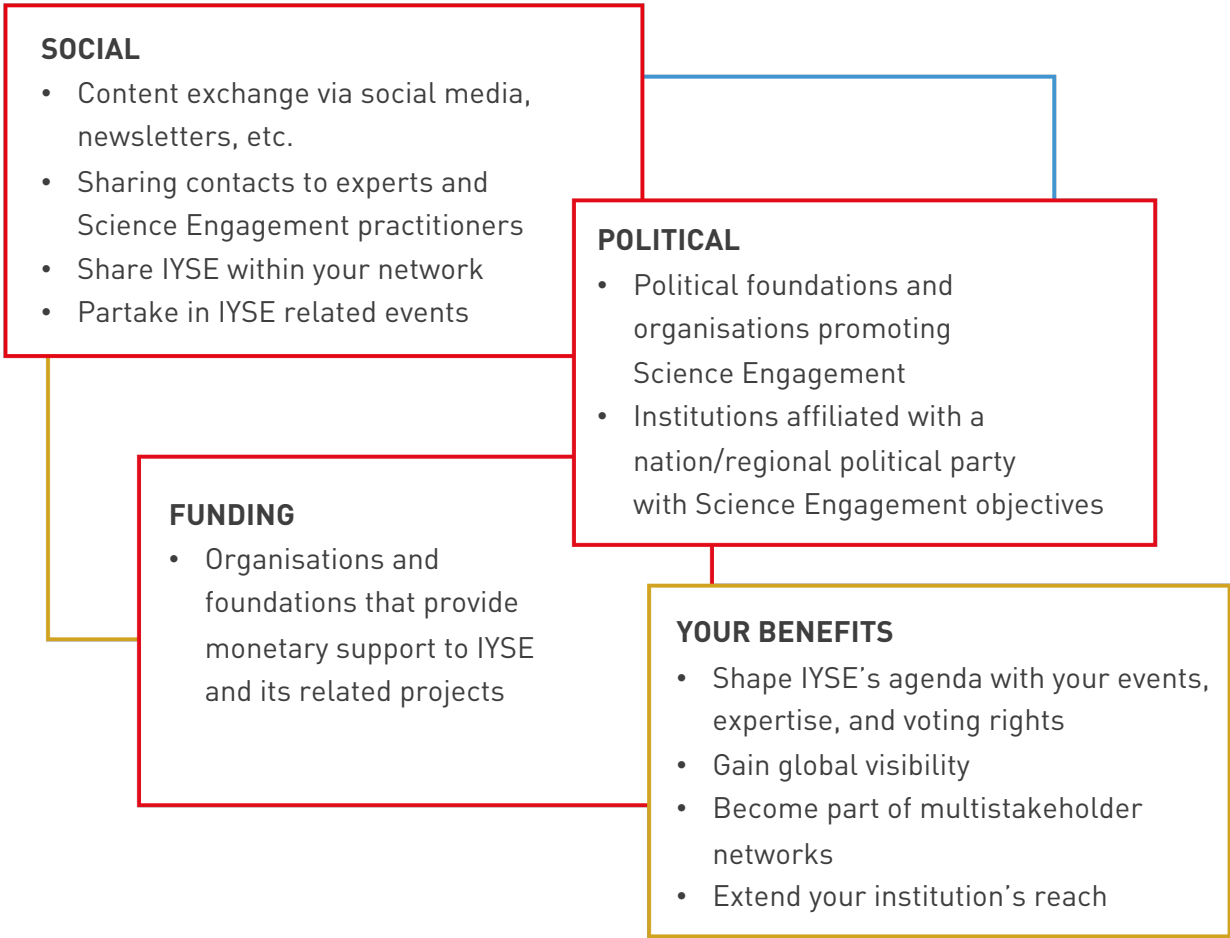 SOCIAL
• Content exchange via social media,
newsletters, etc.
• Sharing contacts to experts and
Science Engagement practitioners
• Share IYSE within your network
• Partake in IYSE related events
POLITICAL
• Political foundations and
organisations promoting
Science Engagement
• Institutions affiliated with a
nation/regional political party
with Science Engagement objectives
FUNDING
• Organisations and
foundations that provide
monetary support to IYSE
and its related projects
YOUR BENEFITS
• Shape IYSE’s agenda with your events,
expertise, and voting rights
• Gain global visibility
• Become part of multistakeholder
networks
• Extend your institution’s reach